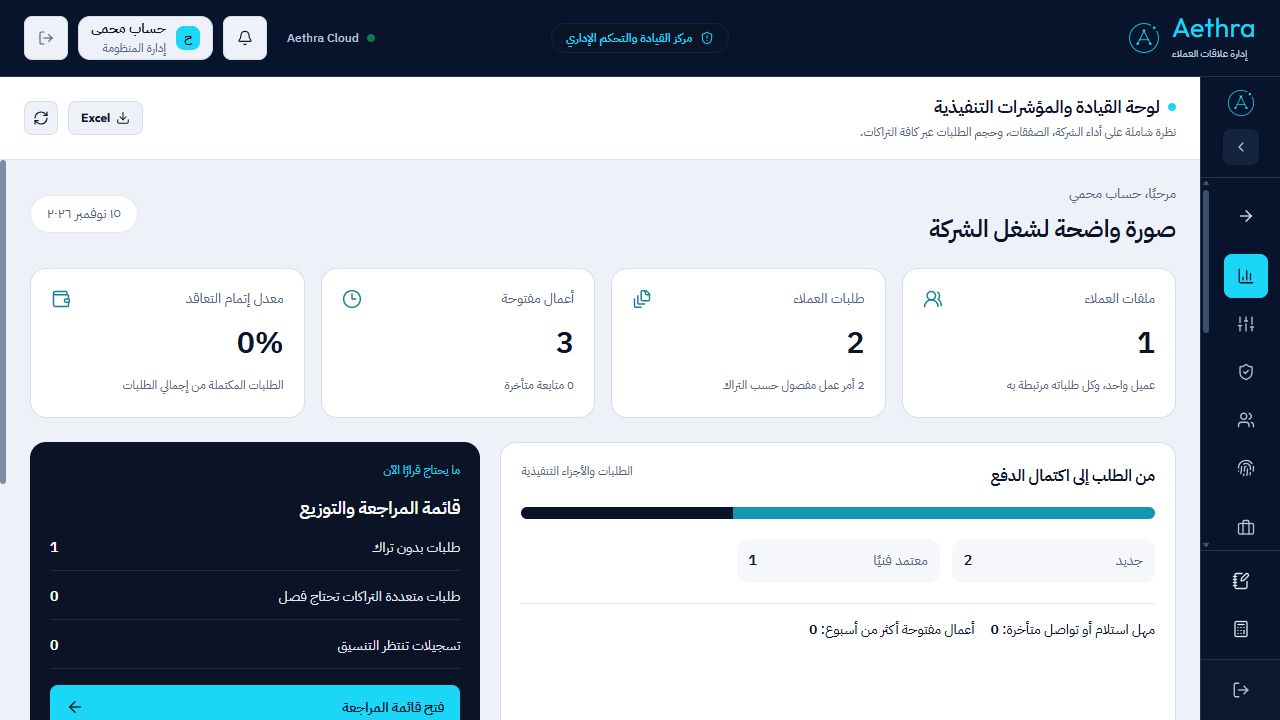 Aethra
إدارة علاقات العملاء
مركز القيادة والتحكم الإداري
Aethra Cloud
ح
حساب محمي
إدارة المنظومة
لوحة القيادة والمؤشرات التنفيذية
نظرة شاملة على أداء الشركة، الصفقات، وحجم الطلبات عبر كافة التراكات.
Excel
مرحبًا، حساب محمي
صورة واضحة لشغل الشركة
١٥ نوفمبر ٢٠٢٦
ملفات العملاء
1
عميل واحد، وكل طلباته مرتبطة به
طلبات العملاء
2
2 أمر عمل مفصول حسب التراك
أعمال مفتوحة
3
0 متابعة متأخرة
معدل إتمام التعاقد
0%
الطلبات المكتملة من إجمالي الطلبات
من الطلب إلى اكتمال الدفع
الطلبات والأجزاء التنفيذية
جديد 2
معتمد فنيًا 1
مهل استلام أو تواصل متأخرة: 0 أعمال مفتوحة أكثر من أسبوع: 0
ما يحتاج قرارًا الآن
قائمة المراجعة والتوزيع
طلبات بدون تراك 1
طلبات متعددة التراكات تحتاج فصل 0
تسجيلات تنتظر التنسيق 0
فتح قائمة المراجعة